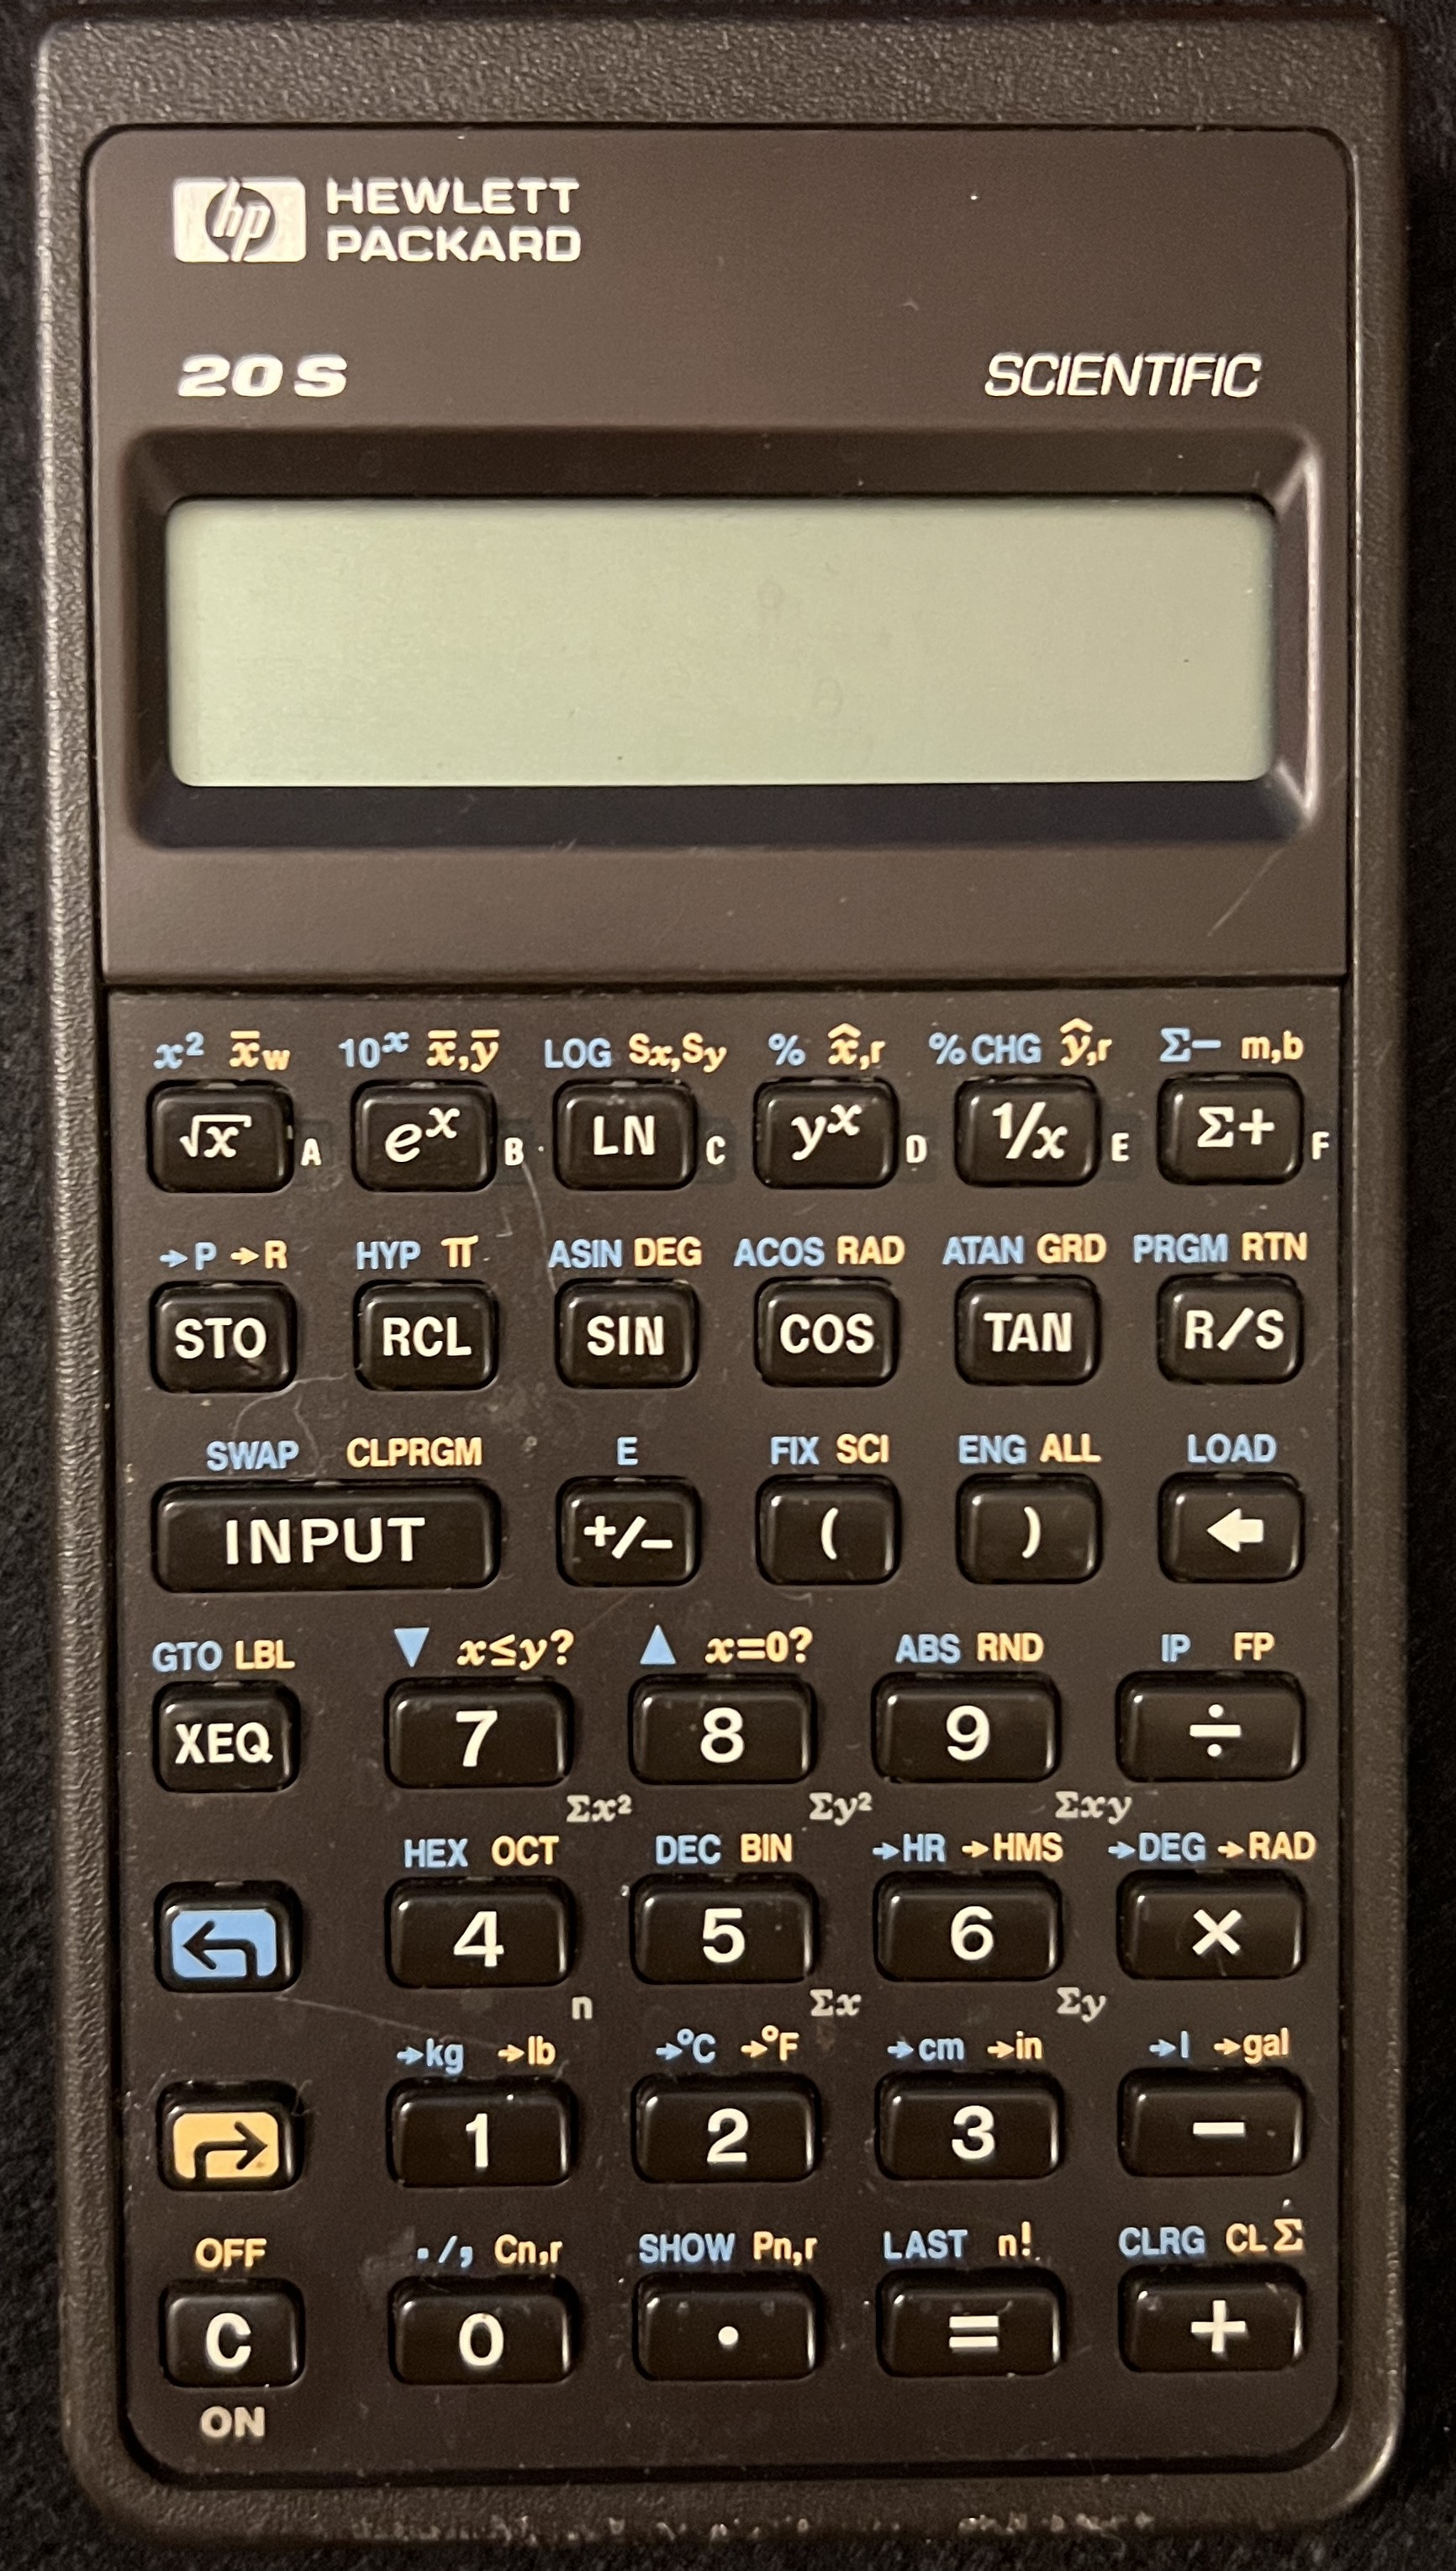 hp HEWLETT
PACKARD
20S SCIENTIFIC
x² x̅w 10ˣ x̅,y̅ LOG Sx,Sy % x̂,r %CHG ŷ,r Σ− m,b
√x A eˣ B LN C yˣ D 1/x E Σ+ F
→P →R HYP π ASIN DEG ACOS RAD ATAN GRD PRGM RTN
STO RCL SIN COS TAN R/S
SWAP CLPRGM E FIX SCI ENG ALL LOAD
INPUT +/− ( ) ←
GTO LBL ▼ x≤y? ▲ x=0? ABS RND IP FP
XEQ 7 8 9 ÷
Σx² Σy² Σxy
HEX OCT DEC BIN →HR →HMS →DEG →RAD
4 5 6 ×
n Σx Σy
→kg →lb →°C →°F →cm →in →l →gal
1 2 3 −
OFF ./, Cn,r SHOW Pn,r LAST n! CLRG CLΣ
C 0 . = +
ON